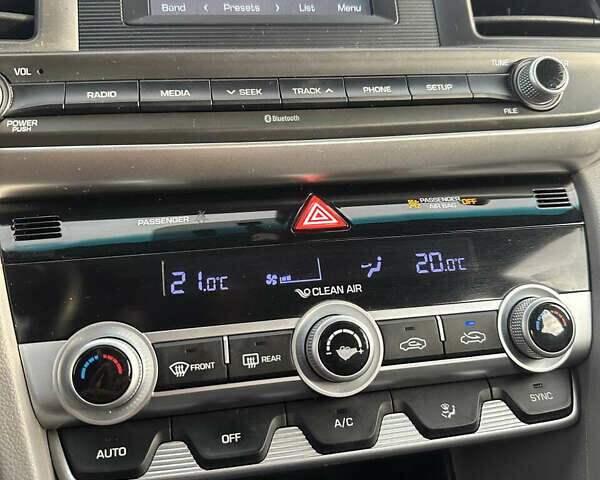 Band < Presets > List Menu
VOL TUNE
RADIO MEDIA SEEK TRACK PHONE SETUP
POWER
PUSH
FILE
Bluetooth
PASSENGER
PASSENGER
AIR BAG OFF
21.0°C 20.0°C
CLEAN AIR
FRONT REAR
AUTO OFF A/C SYNC